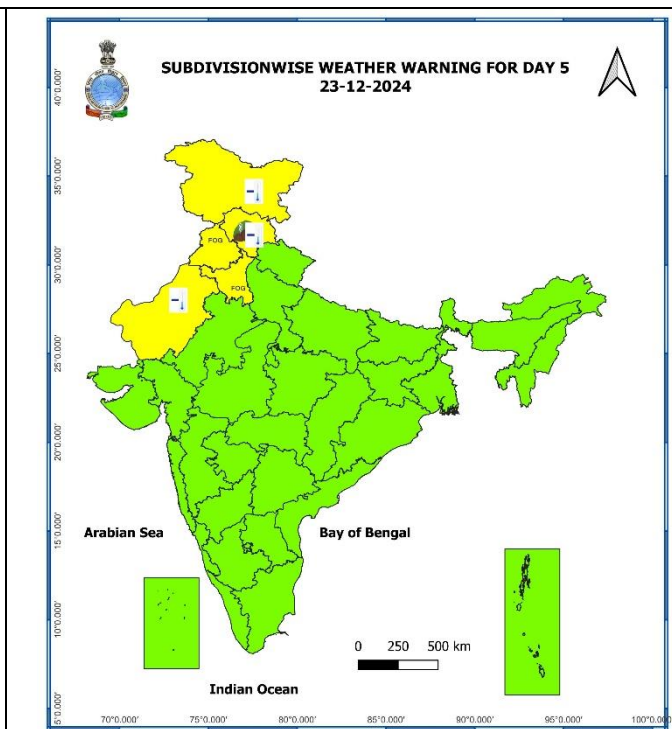 SUBDIVISIONWISE WEATHER WARNING FOR DAY 5
23-12-2024
40°0.000'
35°0.000'
FOG
30°0.000'
FOG
25°0.000'
20°0.000'
15°0.000'
Arabian Sea
Bay of Bengal
10°0.000'
0 250 500 km
Indian Ocean
5°0.000'
70°0.000' 75°0.000' 80°0.000' 85°0.000' 90°0.000' 95°0.000' 100°0.000'